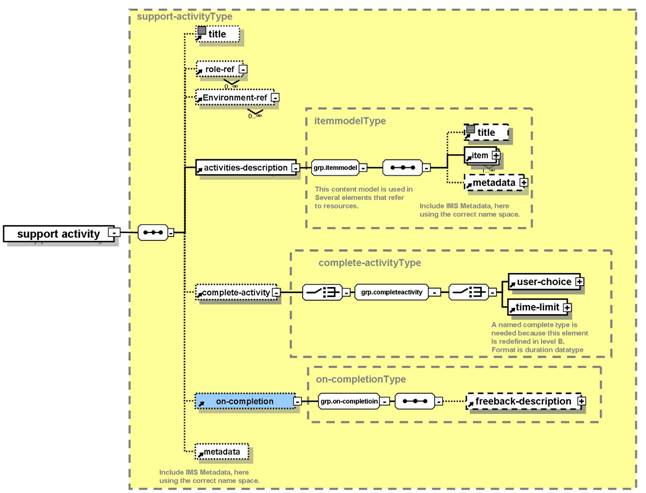 support-activityType
title
role-ref
0..∞
Environment-ref
0..∞
itemmodelType
title
activities-description
grp.itemmodel
item
metadata
This content model is used in
Several elements that refer
to resources.
Include IMS Metadata, here
using the correct name space.
support activity
complete-activityType
user-choice
complete-activity
grp.completeactivity
time-limit
A named complete type is
needed because this element
Is redefined in level B.
Format is duration datatype
on-completionType
on-completion
grp.on-completioin
freeback-description
metadata
Include IMS Metadata, here
using the correct name space.